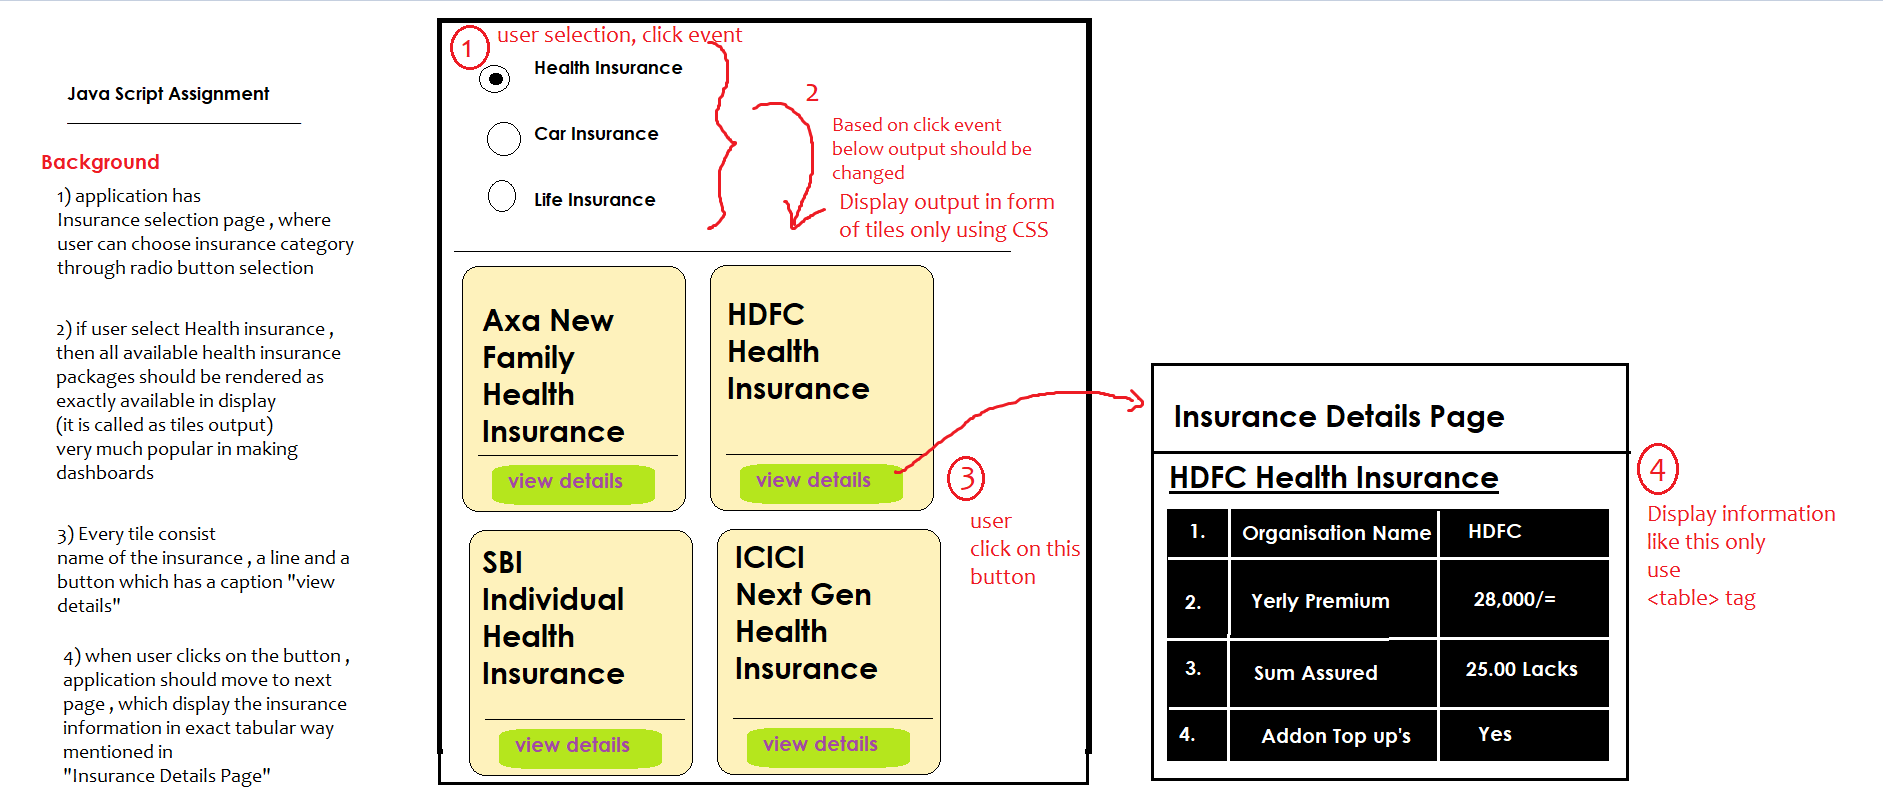 Java Script Assignment
Background
1) application has
Insurance selection page , where
user can choose insurance category
through radio button selection
2) if user select Health insurance ,
then all available health insurance
packages should be rendered as
exactly available in display
(it is called as tiles output)
very much popular in making
dashboards
3) Every tile consist
name of the insurance , a line and a
button which has a caption "view
details"
4) when user clicks on the button ,
application should move to next
page , which display the insurance
information in exact tabular way
mentioned in
"Insurance Details Page"
1
user selection, click event
Health Insurance
Car Insurance
Life Insurance
2
Based on click event
below output should be
changed
Display output in form
of tiles only using CSS
Axa New
Family
Health
Insurance
view details
HDFC
Health
Insurance
view details
SBI
Individual
Health
Insurance
view details
ICICI
Next Gen
Health
Insurance
view details
3
user
click on this
button
Insurance Details Page
HDFC Health Insurance
1. Organisation Name HDFC
2. Yerly Premium 28,000/=
3. Sum Assured 25.00 Lacks
4. Addon Top up's Yes
4
Display information
like this only
use
<table> tag